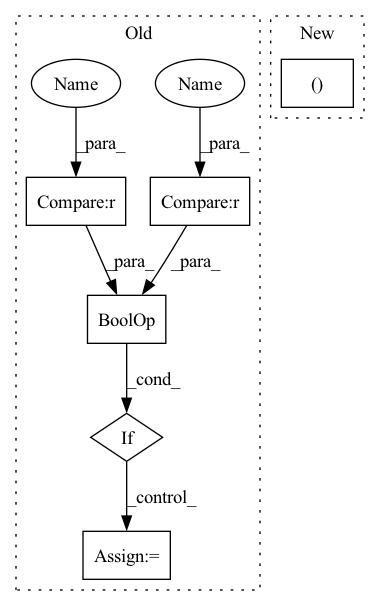 Old
New
Name
Name
()
_para_
_para_
Compare:r
Compare:r
_para_
_para_
BoolOp
_cond_
If
_control_
Assign:=